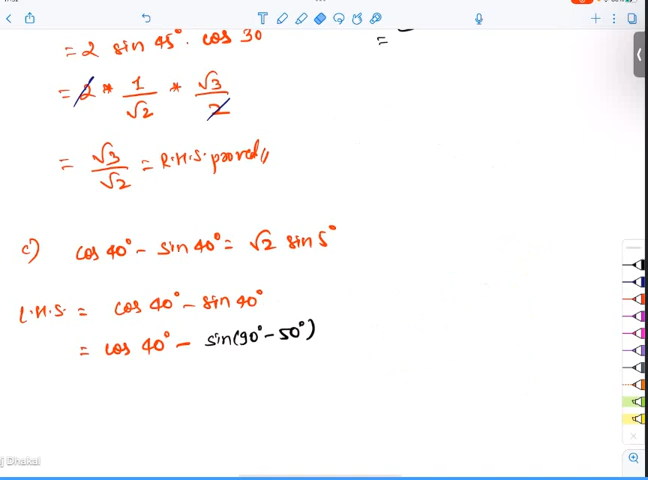 = 2 sin 45° . cos 30
=
= 2 * 1/√2 * √3/2
= √3/√2 = R.H.S. proved//
c) cos 40° - sin 40° = √2 sin 5°
L.H.S. = cos 40° - sin 40°
= cos 40° - sin(90° - 50°)
j Dhakal